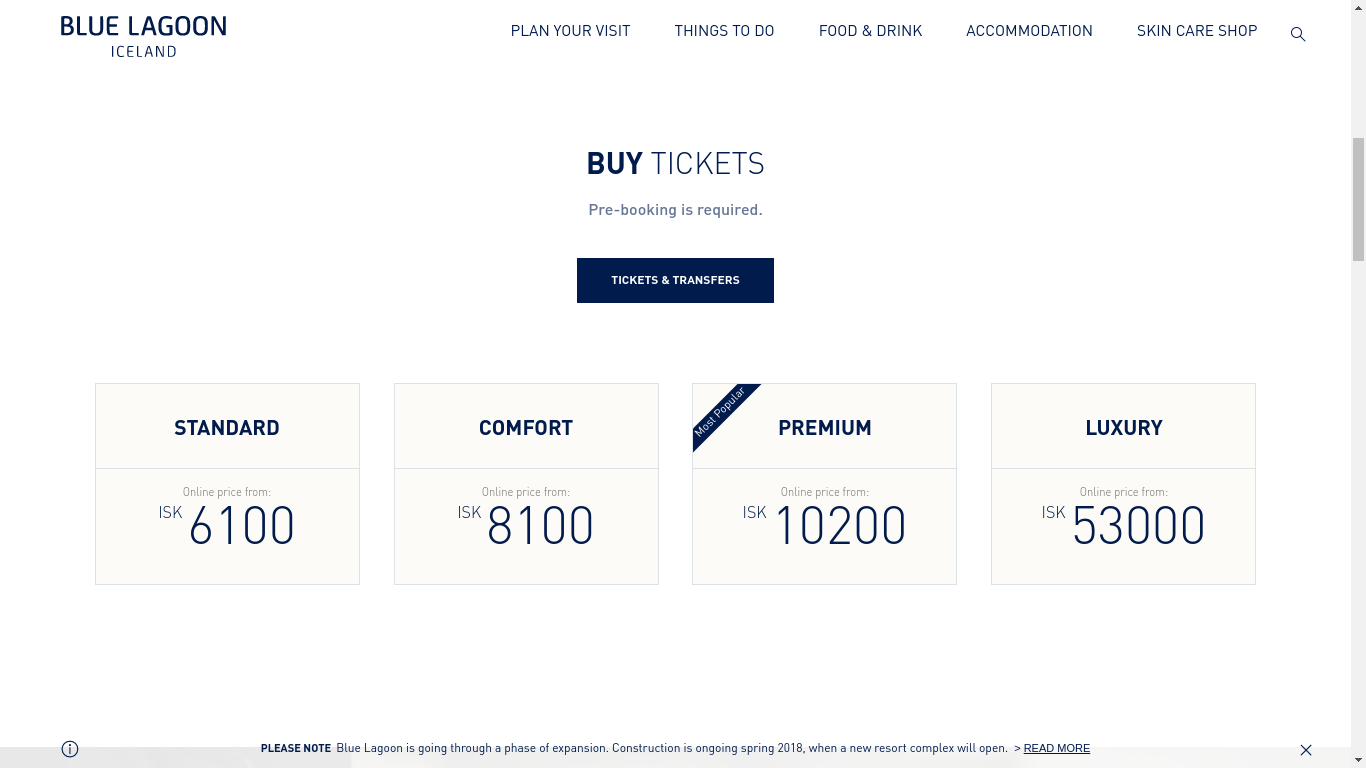 BLUE LAGOON
ICELAND
PLAN YOUR VISIT
THINGS TO DO
FOOD & DRINK
ACCOMMODATION
SKIN CARE SHOP
BUY TICKETS
Pre-booking is required.
TICKETS & TRANSFERS
STANDARD
Online price from:
ISK 6100
COMFORT
Online price from:
ISK 8100
Most Popular
PREMIUM
Online price from:
ISK 10200
LUXURY
Online price from:
ISK 53000
PLEASE NOTE Blue Lagoon is going through a phase of expansion. Construction is ongoing spring 2018, when a new resort complex will open. > READ MORE